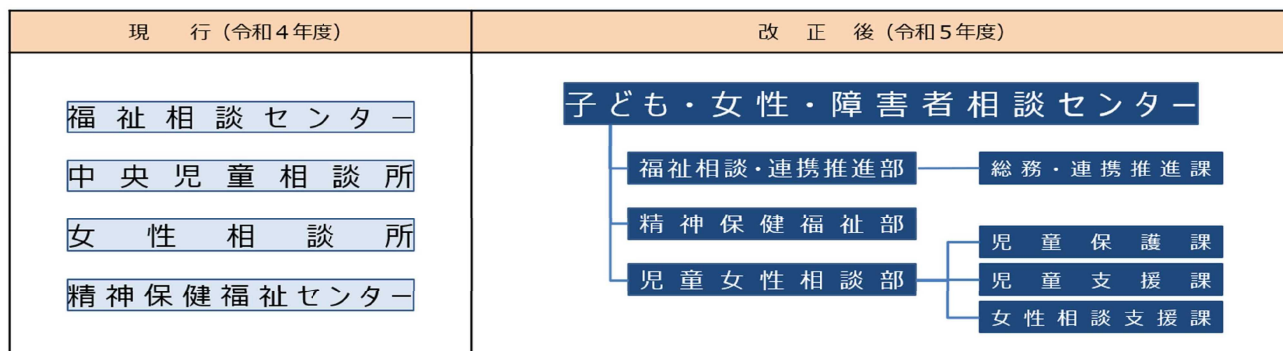 現行（令和４年度）
改正後（令和５年度）
福祉相談センター
中央児童相談所
女性相談所
精神保健福祉センター
子ども・女性・障害者相談センター
福祉相談・連携推進部
総務・連携推進課
精神保健福祉部
児童女性相談部
児童保護課
児童支援課
女性相談支援課